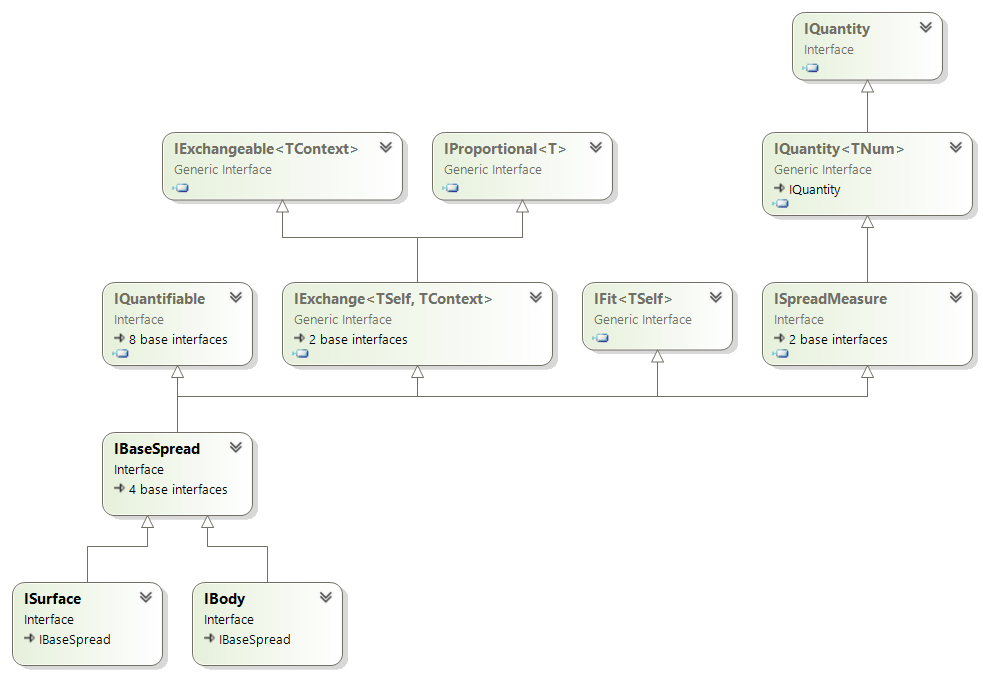 IQuantity
Interface
IExchangeable<TContext>
Generic Interface
IProportional<T>
Generic Interface
IQuantity<TNum>
Generic Interface
IQuantity
IQuantifiable
Interface
8 base interfaces
IExchange<TSelf, TContext>
Generic Interface
2 base interfaces
IFit<TSelf>
Generic Interface
ISpreadMeasure
Interface
2 base interfaces
IBaseSpread
Interface
4 base interfaces
ISurface
Interface
IBaseSpread
IBody
Interface
IBaseSpread